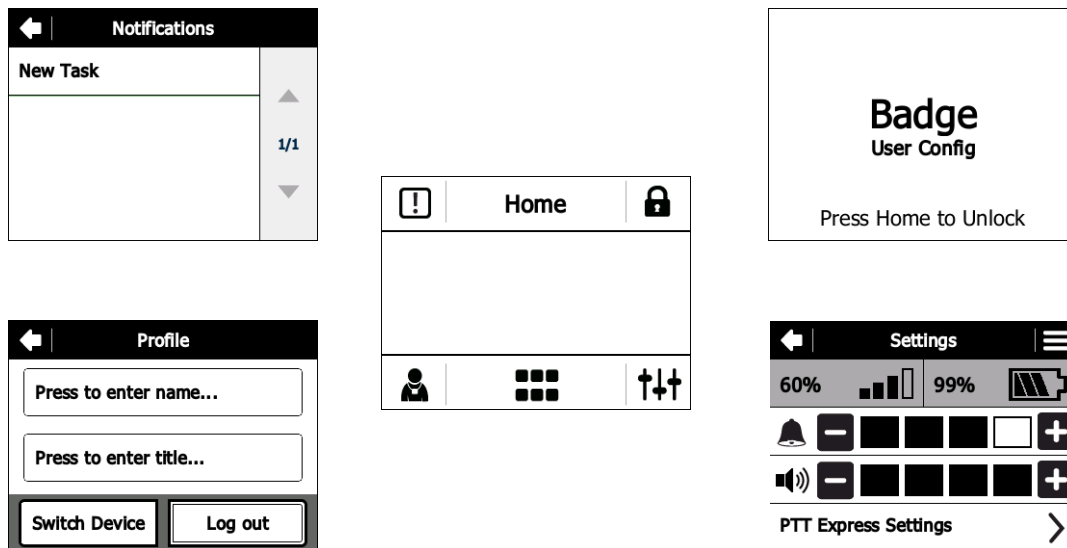 Notifications
New Task
1/1
Badge
User Config
Press Home to Unlock
Home
Profile
Press to enter name...
Press to enter title...
Switch Device
Log out
Settings
60%
99%
PTT Express Settings